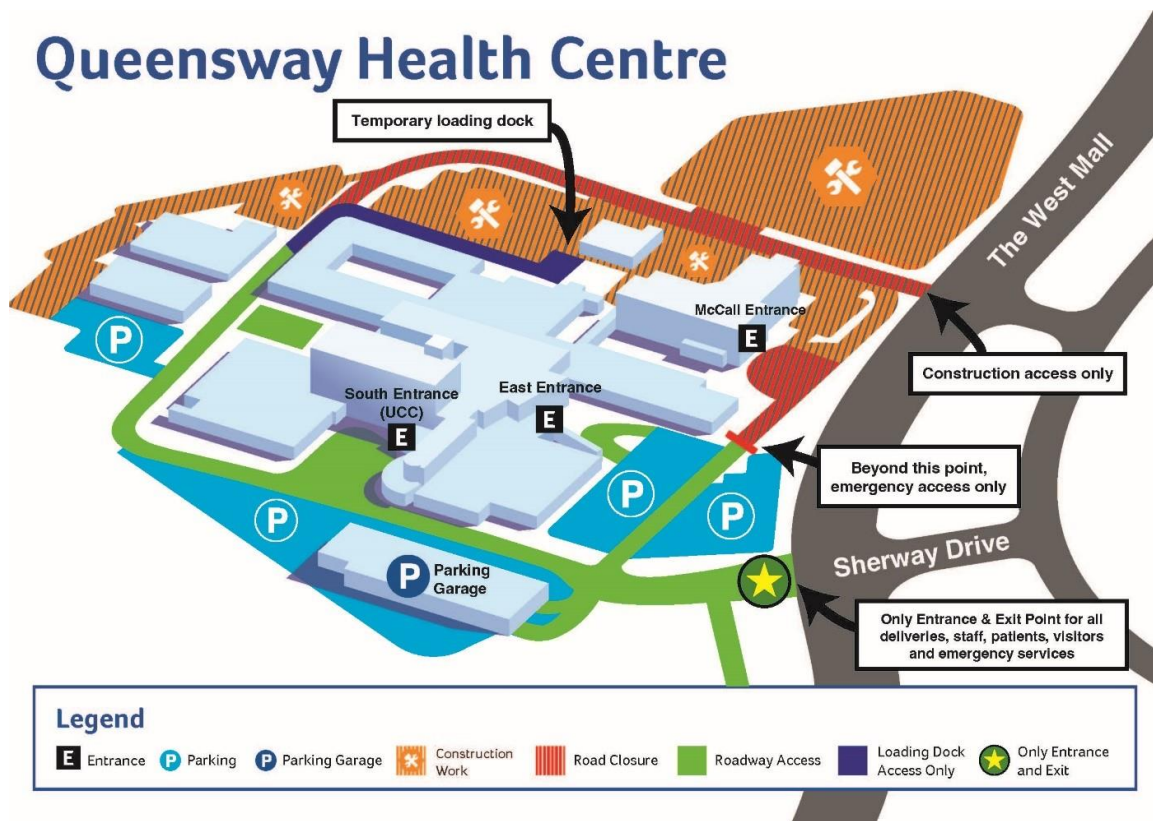 Queensway Health Centre
Temporary loading dock
The West Mall
McCall Entrance
E
Construction access only
P
South Entrance
(UCC)
E
East Entrance
E
Beyond this point,
emergency access only
P
P
P
P
Parking
Garage
Sherway Drive
Only Entrance & Exit Point for all
deliveries, staff, patients, visitors
and emergency services
Legend
E Entrance
P Parking
P Parking Garage
Construction
Work
Road Closure
Roadway Access
Loading Dock
Access Only
Only Entrance
and Exit